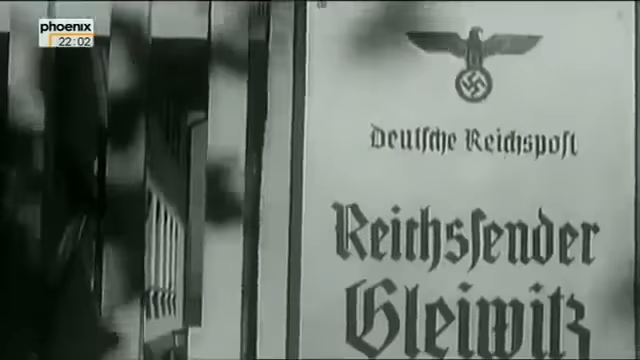 phoenix
22:02
Deutsche Reichspost
Reichssender
Gleiwitz